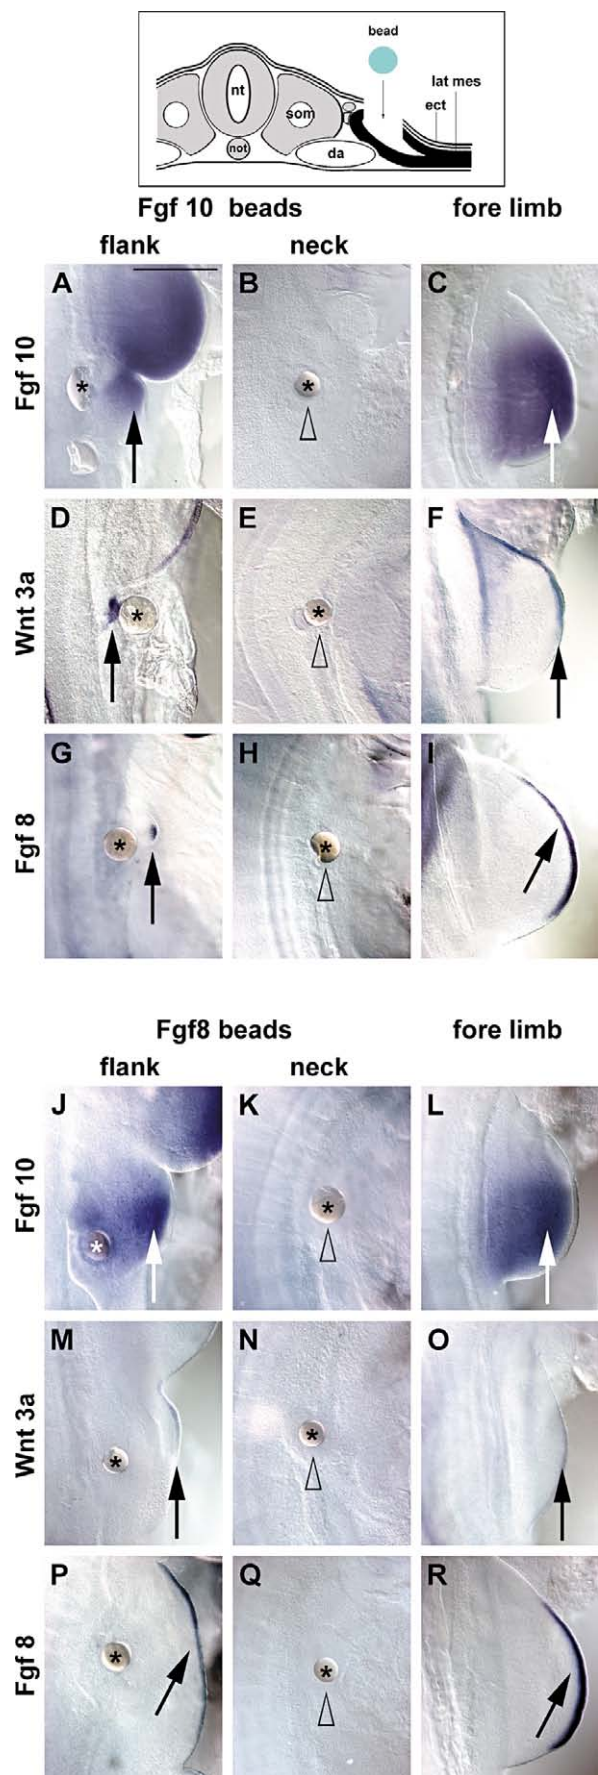 bead
nt
lat mes
ect
som
not
da
Fgf 10 beads fore limb
flank neck
Fgf 10
A B C
*
*
Wnt 3a
D E F
*
*
Fgf 8
G H I
*
*
Fgf8 beads fore limb
flank neck
Fgf 10
J K L
*
*
Wnt 3a
M N O
*
*
Fgf 8
P Q R
*
*